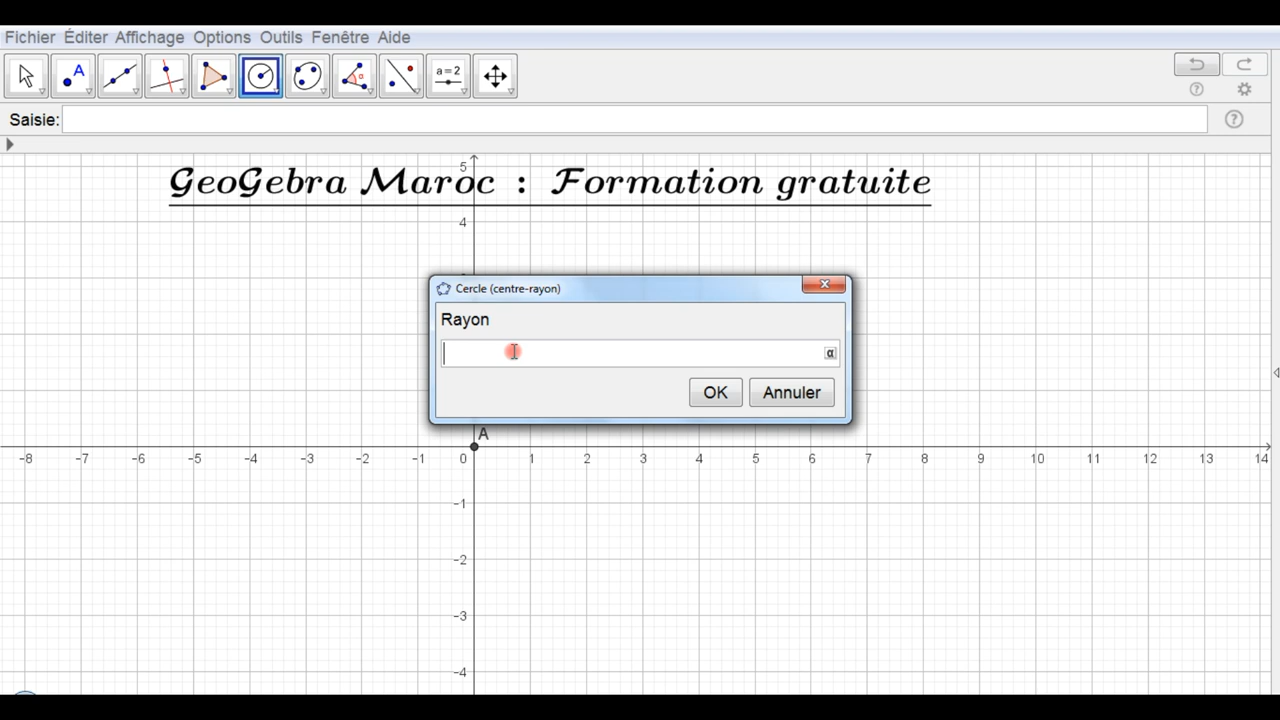 Fichier Éditer Affichage Options Outils Fenêtre Aide
A
α
a=2
Saisie:
GeoGebra Maroc : Formation gratuite
5
4
Cercle (centre-rayon)
Rayon
α
OK Annuler
A
-8 -7 -6 -5 -4 -3 -2 -1 0 1 2 3 4 5 6 7 8 9 10 11 12 13 14
-1
-2
-3
-4